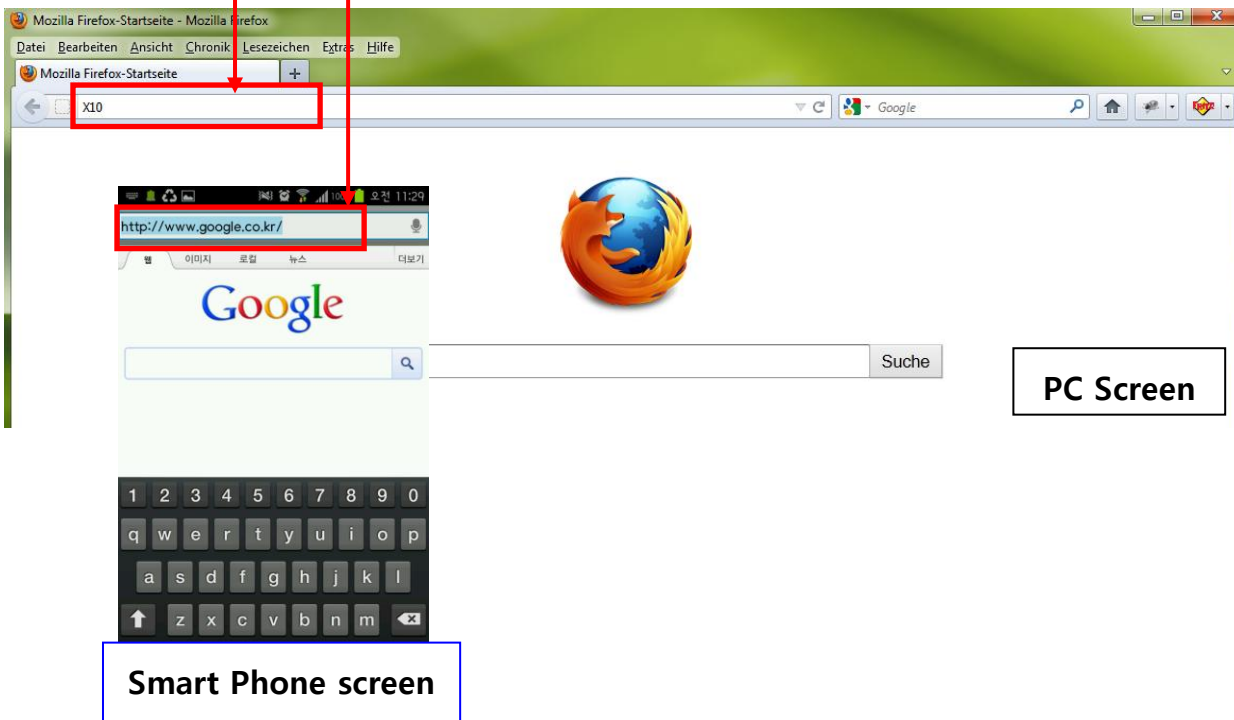 Mozilla Firefox-Startseite - Mozilla Firefox
Datei Bearbeiten Ansicht Chronik Lesezeichen Extras Hilfe
Mozilla Firefox-Startseite
X10
Google
오전 11:29
http://www.google.co.kr/
웹 이미지 로컬 뉴스 더보기
Google
Suche
PC Screen
1 2 3 4 5 6 7 8 9 0
q w e r t y u i o p
a s d f g h j k l
z x c v b n m
Smart Phone screen